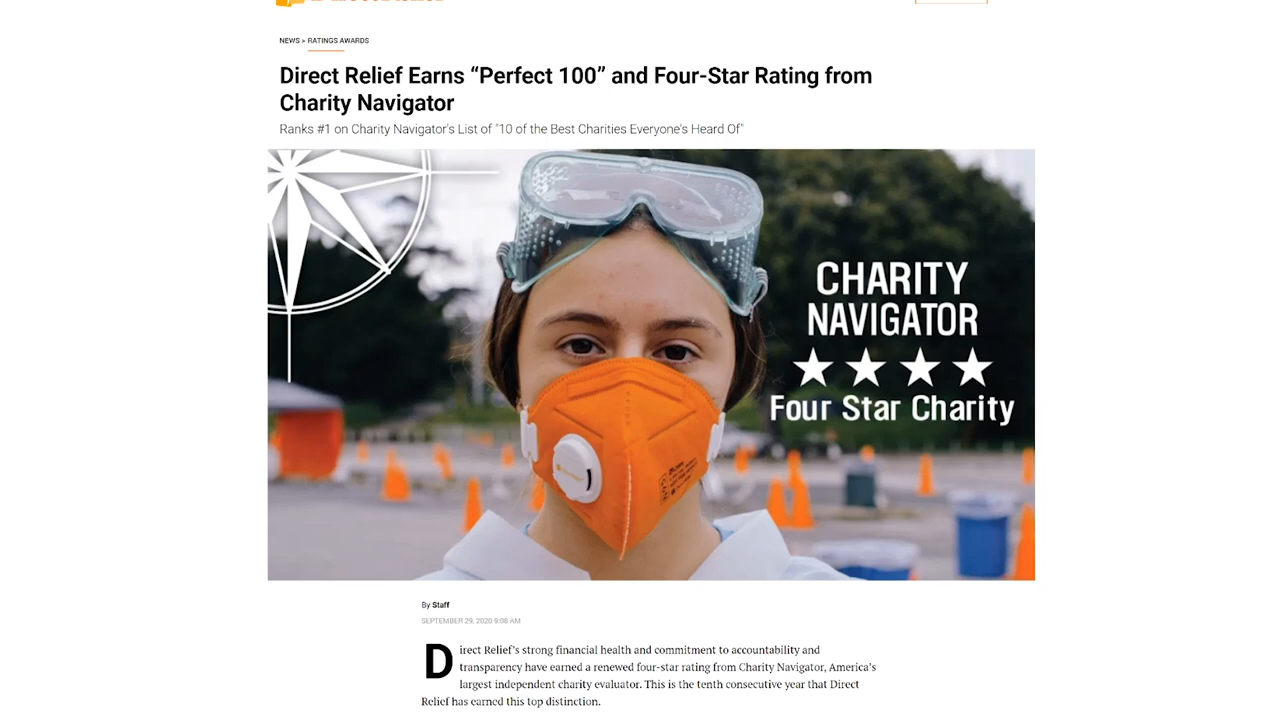 NEWS > RATINGS AWARDS
Direct Relief Earns “Perfect 100” and Four-Star Rating from
Charity Navigator
Ranks #1 on Charity Navigator's List of "10 of the Best Charities Everyone's Heard Of"
CHARITY
NAVIGATOR
Four Star Charity
By Staff
SEPTEMBER 29, 2020 9:08 AM
Direct Relief’s strong financial health and commitment to accountability and
transparency have earned a renewed four-star rating from Charity Navigator, America’s
largest independent charity evaluator. This is the tenth consecutive year that Direct
Relief has earned this top distinction.